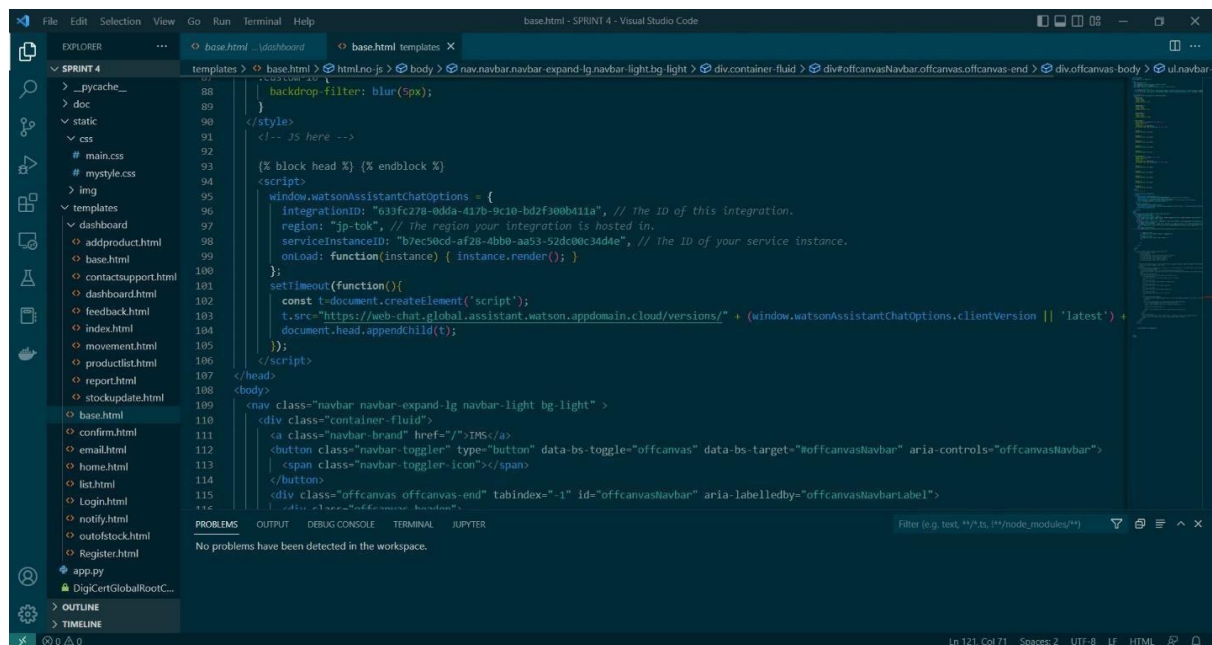 File Edit Selection View Go Run Terminal Help
base.html - SPRINT 4 - Visual Studio Code
EXPLORER
SPRINT 4
> __pycache__
> doc
static
css
# main.css
# mystyle.css
> img
templates
dashboard
addproduct.html
base.html
contactsupport.html
dashboard.html
feedback.html
index.html
movement.html
productlist.html
report.html
stockupdate.html
base.html
confirm.html
email.html
home.html
list.html
Login.html
notify.html
outofstock.html
Register.html
app.py
DigiCertGlobalRootC...
> OUTLINE
> TIMELINE
base.html ...\dashboard
base.html templates
templates > base.html > html.no-js > body > nav.navbar.navbar-expand-lg.navbar-light.bg-light > div.container-fluid > div#offcanvasNavbar.offcanvas.offcanvas-end > div.offcanvas-body > ul.navbar-
88 backdrop-filter: blur(5px);
89 }
90 </style>
91 <!-- JS here -->
92
93 {% block head %} {% endblock %}
94 <script>
95 window.watsonAssistantChatOptions = {
96 integrationID: "633fc278-0dda-417b-9c10-bd2f300b411a", // The ID of this integration.
97 region: "jp-tok", // The region your integration is hosted in.
98 serviceInstanceID: "b7ec50cd-af28-4bb0-aa53-52dc00c34d4e", // The ID of your service instance.
99 onLoad: function(instance) { instance.render(); }
100 };
101 setTimeout(function(){
102 const t=document.createElement('script');
103 t.src="https://web-chat.global.assistant.watson.appdomain.cloud/versions/" + (window.watsonAssistantChatOptions.clientVersion || 'latest') +
104 document.head.appendChild(t);
105 });
106 </script>
107 </head>
108 <body>
109 <nav class="navbar navbar-expand-lg navbar-light bg-light" >
110 <div class="container-fluid">
111 <a class="navbar-brand" href="/">IMS</a>
112 <button class="navbar-toggler" type="button" data-bs-toggle="offcanvas" data-bs-target="#offcanvasNavbar" aria-controls="offcanvasNavbar">
113 <span class="navbar-toggler-icon"></span>
114 </button>
115 <div class="offcanvas offcanvas-end" tabindex="-1" id="offcanvasNavbar" aria-labelledby="offcanvasNavbarLabel">
PROBLEMS OUTPUT DEBUG CONSOLE TERMINAL JUPYTER
Filter (e.g. text, **/*.ts, !**/node_modules/**)
No problems have been detected in the workspace.
0 0
Ln 121, Col 71 Spaces: 2 UTF-8 LF HTML